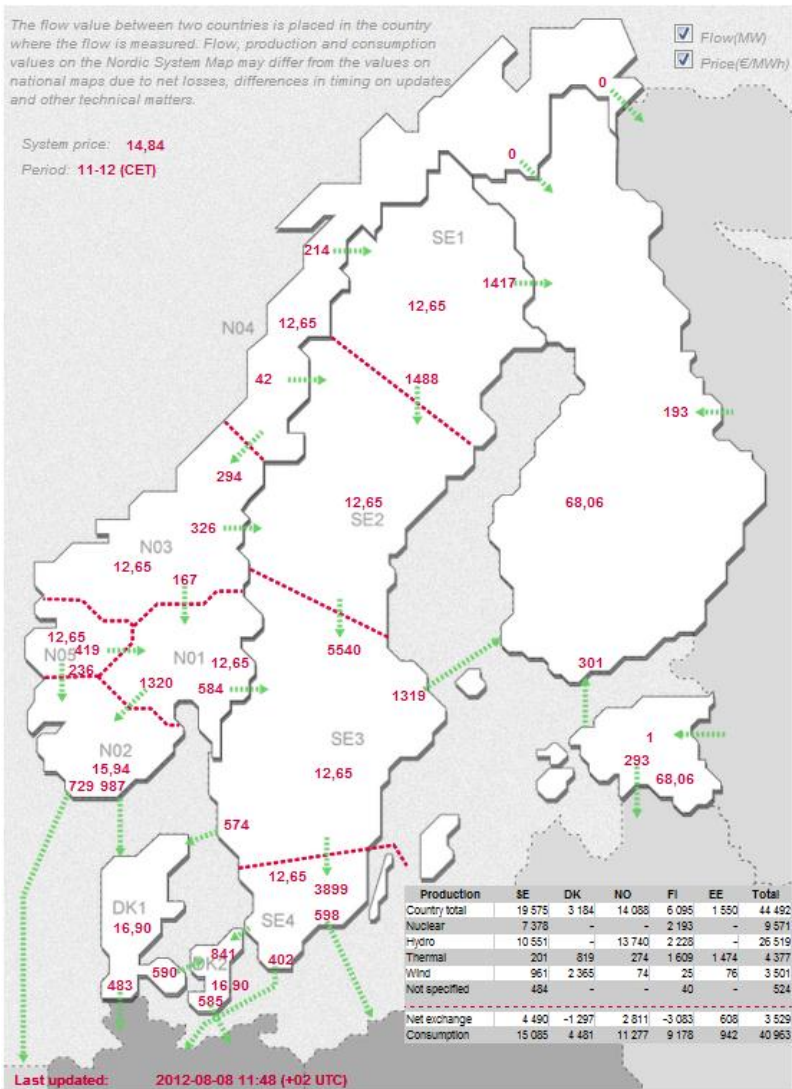 The flow value between two countries is placed in the country
where the flow is measured. Flow, production and consumption
values on the Nordic System Map may differ from the values on
national maps due to net losses, differences in timing on updates
and other technical matters.
Flow(MW)
Price(€/MWh)
System price: 14,84
Period: 11-12 (CET)
0
0
SE1
214
1417
12,65
N04
12,65
42
1488
193
294
12,65
68,06
SE2
326
N03
12,65
167
12,65
419
N05
N01
12,65
5540
236
1320
584
1319
301
SE3
N02
1
15,94
12,65
293
729 987
68,06
574
12,65
3899
DK1
SE4
598
16,90
841
DK2
402
590
16,90
483
585
Production SE DK NO FI EE Total
Country total 19 575 3 184 14 088 6 095 1 550 44 492
Nuclear 7 378 - - 2 193 - 9 571
Hydro 10 551 - 13 740 2 228 - 26 519
Thermal 201 819 274 1 609 1 474 4 377
Wind 961 2 365 74 25 76 3 501
Not specified 484 - - 40 - 524
Net exchange 4 490 -1 297 2 811 -3 083 608 3 529
Consumption 15 085 4 481 11 277 9 178 942 40 963
Last updated: 2012-08-08 11:48 (+02 UTC)